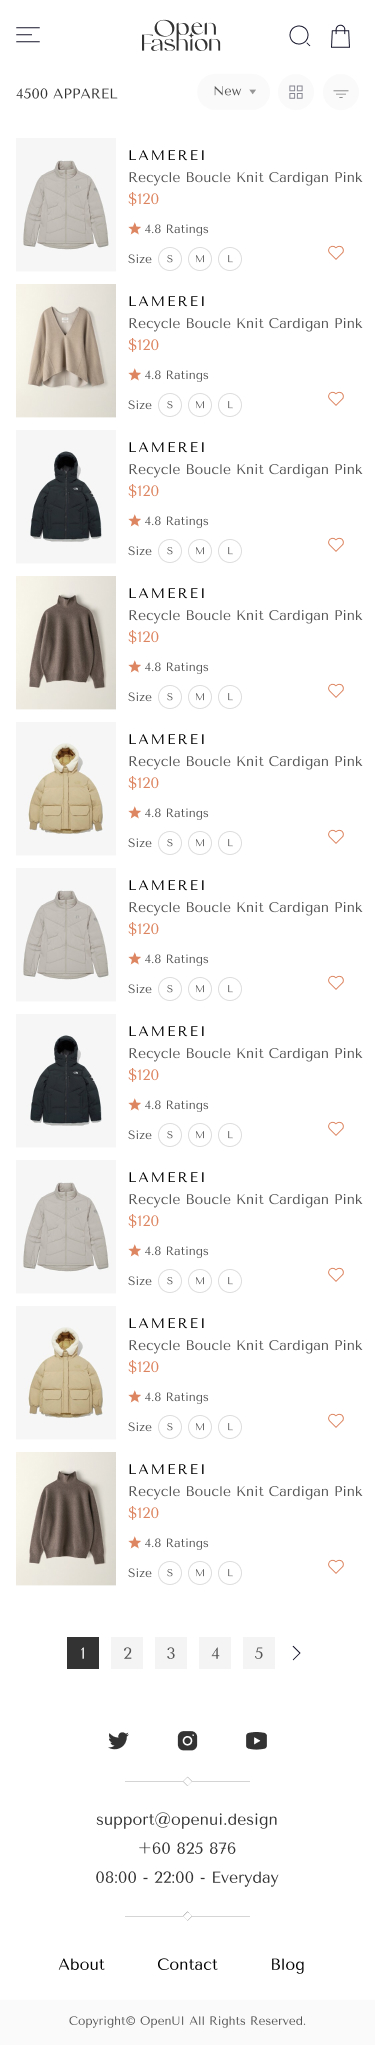 Open
Fashion
4500 APPAREL
New
LAMEREI
Recycle Boucle Knit Cardigan Pink
$120
4.8 Ratings
Size S M L
LAMEREI
Recycle Boucle Knit Cardigan Pink
$120
4.8 Ratings
Size S M L
LAMEREI
Recycle Boucle Knit Cardigan Pink
$120
4.8 Ratings
Size S M L
LAMEREI
Recycle Boucle Knit Cardigan Pink
$120
4.8 Ratings
Size S M L
LAMEREI
Recycle Boucle Knit Cardigan Pink
$120
4.8 Ratings
Size S M L
LAMEREI
Recycle Boucle Knit Cardigan Pink
$120
4.8 Ratings
Size S M L
LAMEREI
Recycle Boucle Knit Cardigan Pink
$120
4.8 Ratings
Size S M L
LAMEREI
Recycle Boucle Knit Cardigan Pink
$120
4.8 Ratings
Size S M L
LAMEREI
Recycle Boucle Knit Cardigan Pink
$120
4.8 Ratings
Size S M L
LAMEREI
Recycle Boucle Knit Cardigan Pink
$120
4.8 Ratings
Size S M L
1 2 3 4 5
support@openui.design
+60 825 876
08:00 - 22:00 - Everyday
About Contact Blog
Copyright© OpenUI All Rights Reserved.